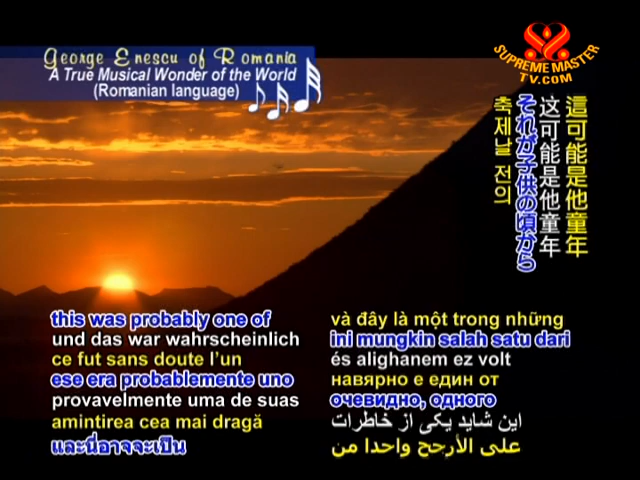 George Enescu of Romania
A True Musical Wonder of the World
(Romanian language)
SUPREME MASTER
TV.COM
這可能是他童年
这可能是他童年
それが子供の頃から
축제날 전의
this was probably one of
und das war wahrscheinlich
ce fut sans doute l'un
ese era probablemente uno
provavelmente uma de suas
amintirea cea mai dragă
และนี่อาจจะเป็น
và đây là một trong những
ini mungkin salah satu dari
és alighanem ez volt
навярно е един от
очевидно, одного
این شاید یکی از خاطرات
على الأرجح واحدا من